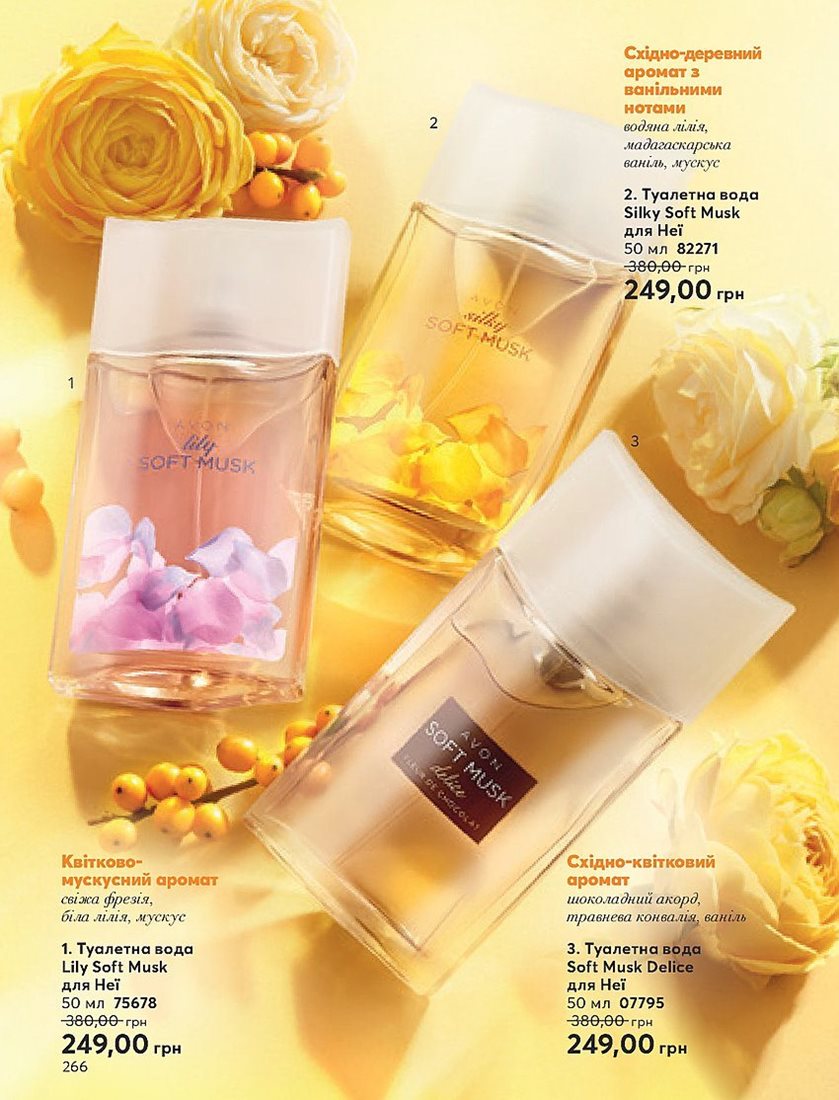 Східно-деревний
аромат з
ванільними
нотами
водяна лілія,
мадагаскарська
ваніль, мускус
2. Туалетна вода
Silky Soft Musk
для Неї
50 мл 82271
380,00 грн
249,00 грн
2
AVON
silky
SOFT MUSK
1
AVON
lily
SOFT MUSK
3
AVON
SOFT MUSK
delice
FLEUR DE CHOCOLAT
Квітково-
мускусний аромат
свіжа фрезія,
біла лілія, мускус
1. Туалетна вода
Lily Soft Musk
для Неї
50 мл 75678
380,00 грн
249,00 грн
266
Східно-квітковий
аромат
шоколадний акорд,
травнева конвалія, ваніль
3. Туалетна вода
Soft Musk Delice
для Неї
50 мл 07795
380,00 грн
249,00 грн